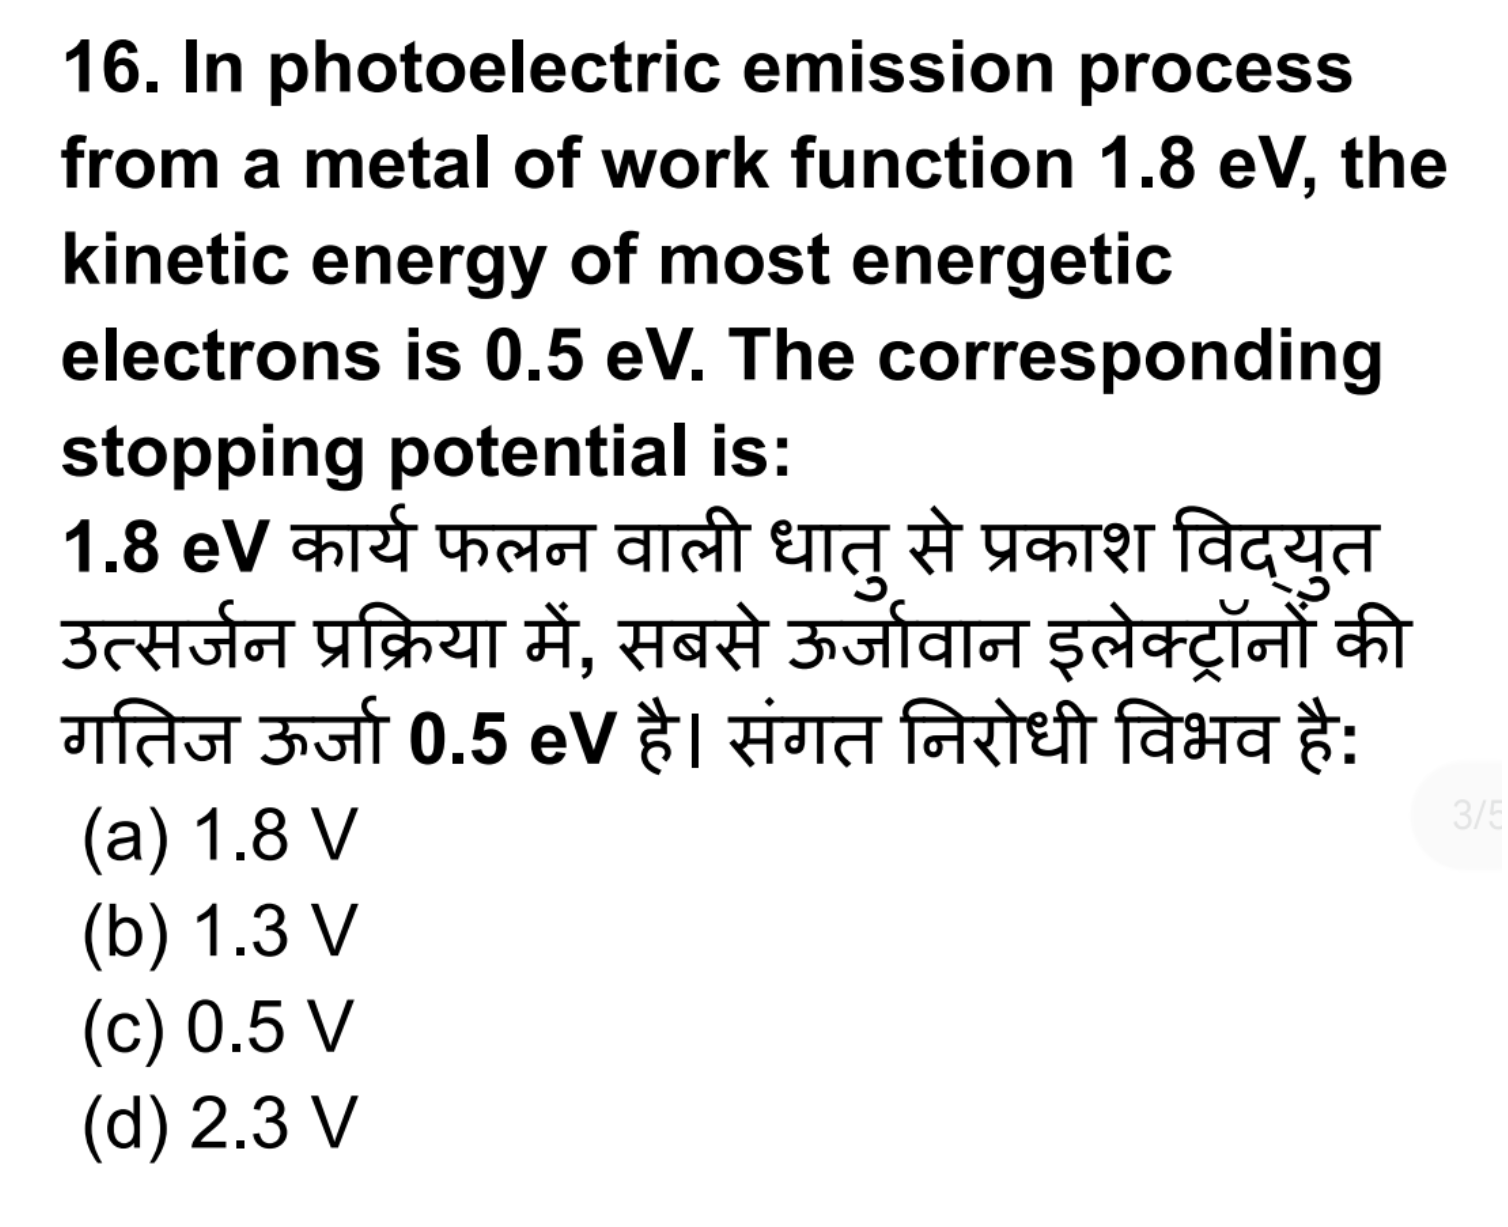 16. In photoelectric emission process
from a metal of work function 1.8 eV, the
kinetic energy of most energetic
electrons is 0.5 eV. The corresponding
stopping potential is:
1.8 eV कार्य फलन वाली धातु से प्रकाश विद्युत
उत्सर्जन प्रक्रिया में, सबसे ऊर्जावान इलेक्ट्रॉनों की
गतिज ऊर्जा 0.5 eV है। संगत निरोधी विभव है:
(a) 1.8 V
3/5
(b) 1.3 V
(c) 0.5 V
(d) 2.3 V